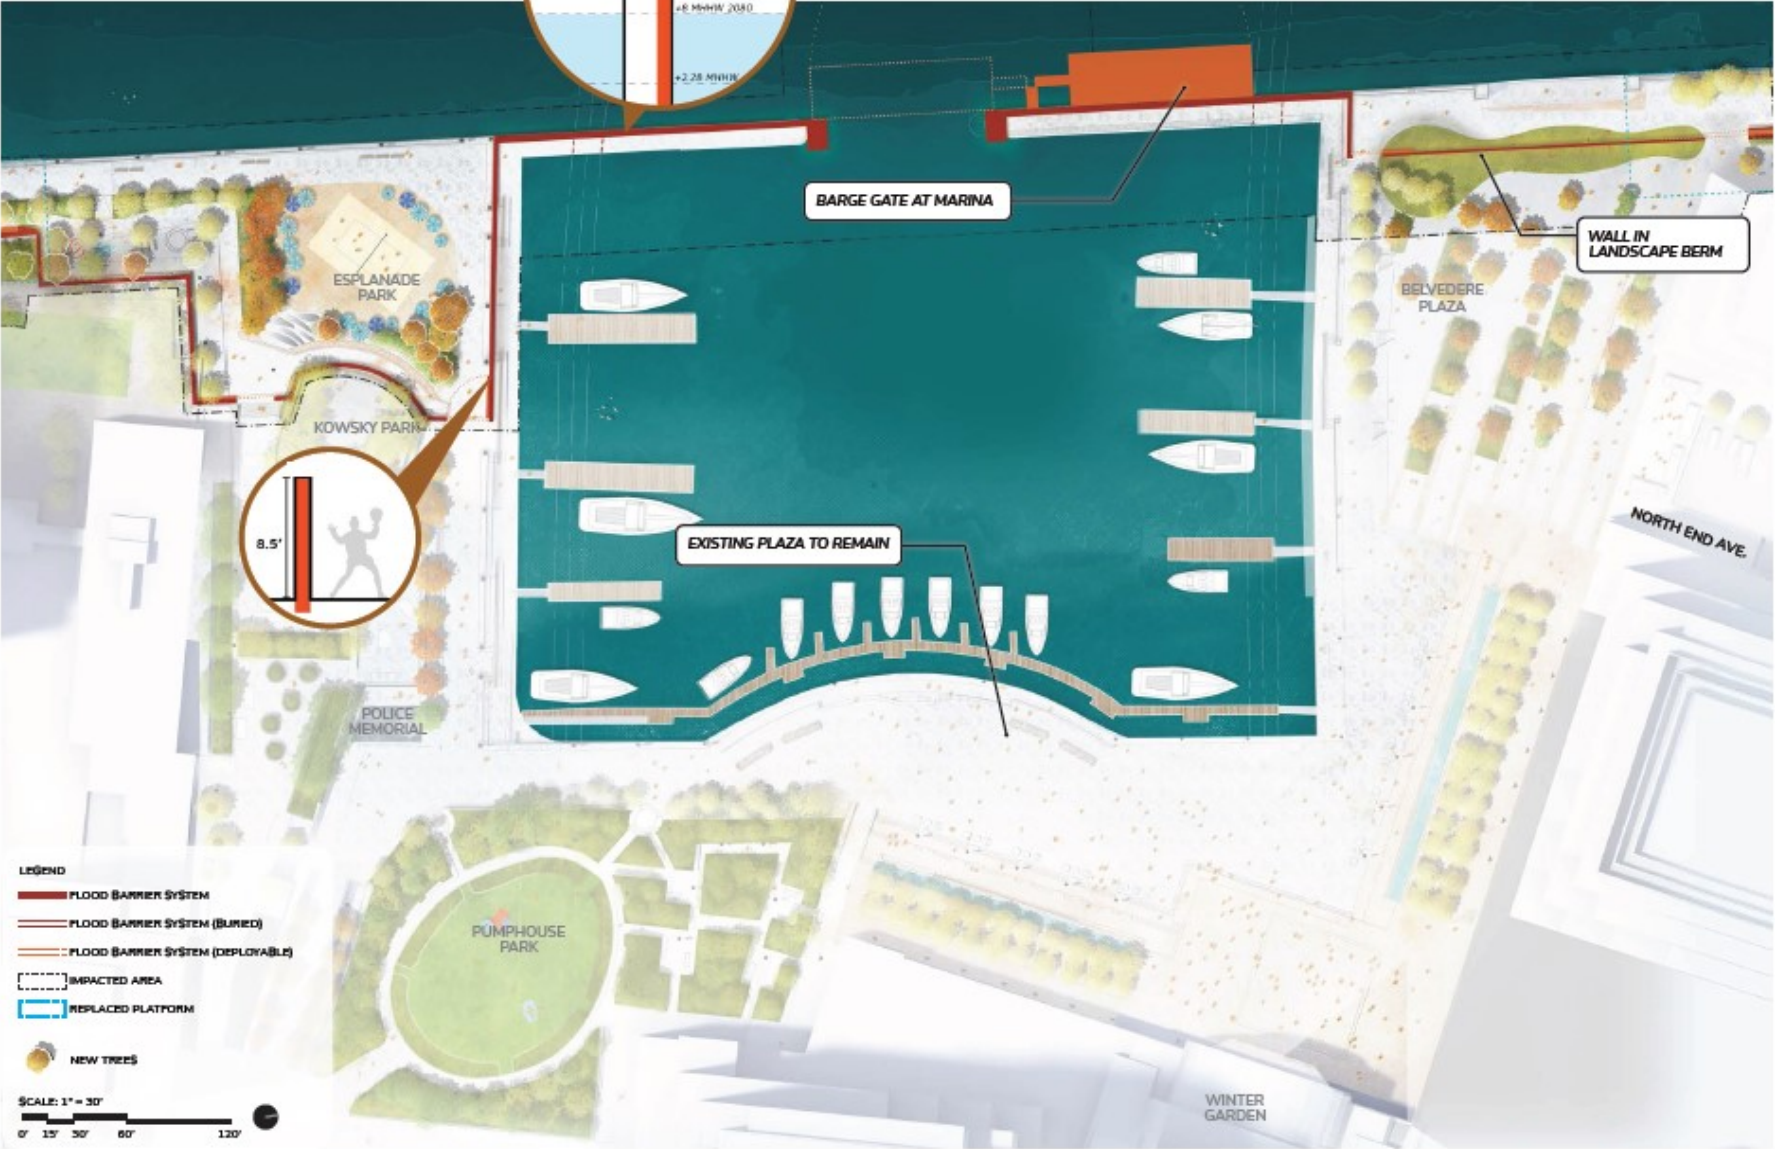 +8 MHHW 2080
+2.28 MHHW
BARGE GATE AT MARINA
WALL IN
LANDSCAPE BERM
ESPLANADE
PARK
BELVEDERE
PLAZA
KOWSKY PARK
8.5'
EXISTING PLAZA TO REMAIN
NORTH END AVE.
POLICE
MEMORIAL
PUMPHOUSE
PARK
WINTER
GARDEN
LEGEND
FLOOD BARRIER SYSTEM
FLOOD BARRIER SYSTEM (BURIED)
FLOOD BARRIER SYSTEM (DEPLOYABLE)
IMPACTED AREA
REPLACED PLATFORM
NEW TREES
SCALE: 1" = 30'
0' 15' 30' 60' 120'